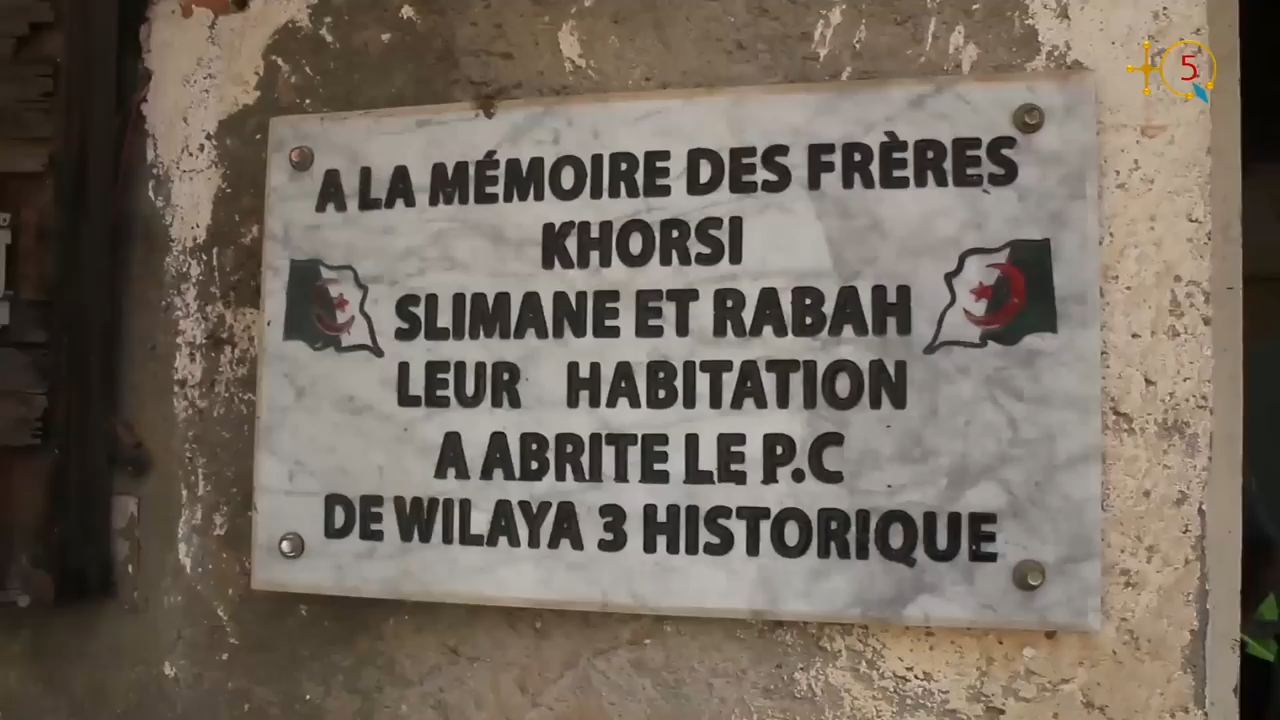 A LA MÉMOIRE DES FRÈRES
KHORSI
SLIMANE ET RABAH
LEUR HABITATION
A ABRITE LE P.C
DE WILAYA 3 HISTORIQUE
5